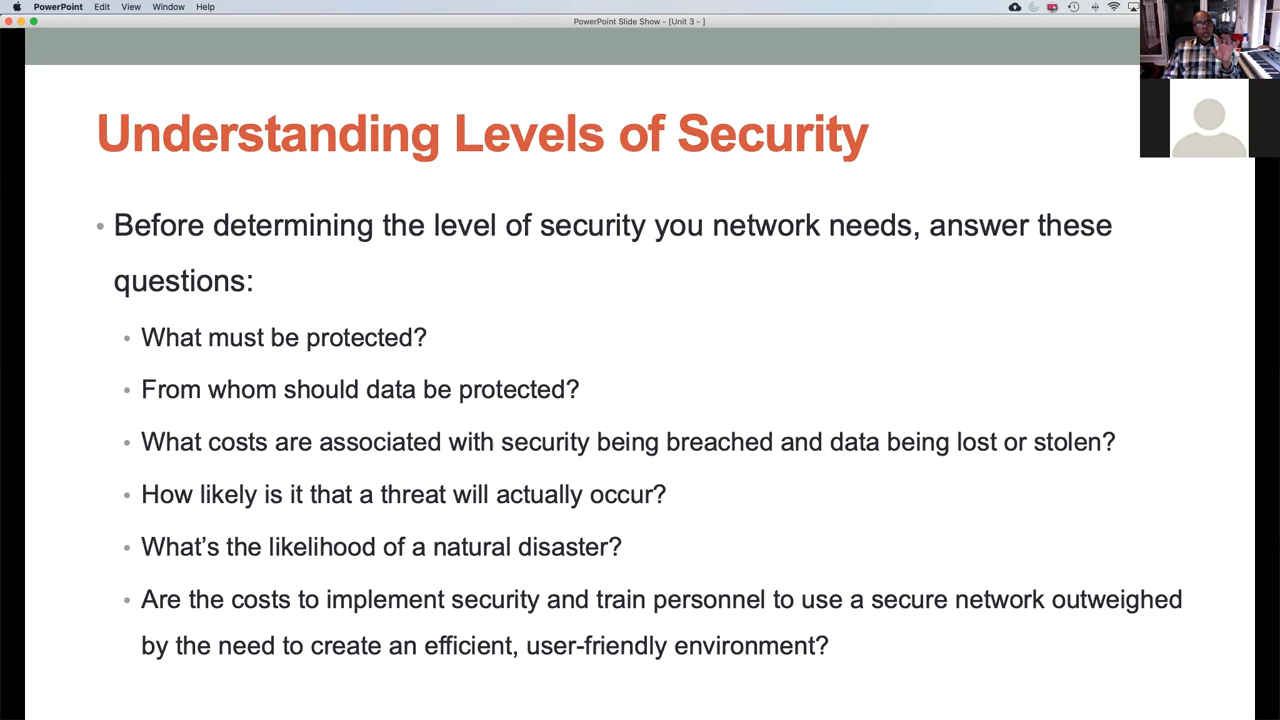 PowerPoint Edit View Window Help
PowerPoint Slide Show - [Unit 3 - ]
Understanding Levels of Security
• Before determining the level of security you network needs, answer these
questions:
• What must be protected?
• From whom should data be protected?
• What costs are associated with security being breached and data being lost or stolen?
• How likely is it that a threat will actually occur?
• What’s the likelihood of a natural disaster?
• Are the costs to implement security and train personnel to use a secure network outweighed
by the need to create an efficient, user-friendly environment?